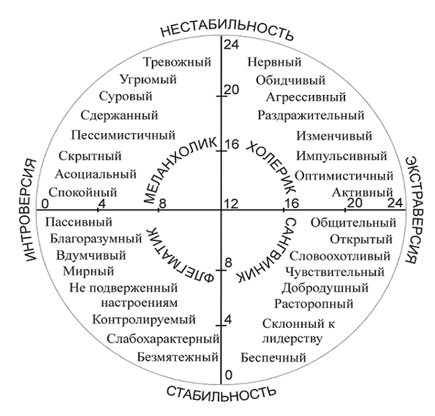 НЕСТАБИЛЬНОСТЬ
24
Тревожный
Нервный
Угрюмый
Обидчивый
20
Суровый
Агрессивный
Сдержанный
Раздражительный
Пессимистичный
Изменчивый
16
Скрытный
Импульсивный
Асоциальный
Оптимистичный
Спокойный
Активный
МЕЛАНХОЛИК
ХОЛЕРИК
ИНТРОВЕРСИЯ
ЭКСТРАВЕРСИЯ
0 4 8 12 16 20 24
Пассивный
Общительный
Благоразумный
Открытый
Вдумчивый
Словоохотливый
ФЛЕГМАТИК
САНГВИНИК
8
Мирный
Чувствительный
Не подверженный
настроениям
Добродушный
Расторопный
Контролируемый
4
Склонный к
лидерству
Слабохарактерный
Безмятежный
Беспечный
0
СТАБИЛЬНОСТЬ